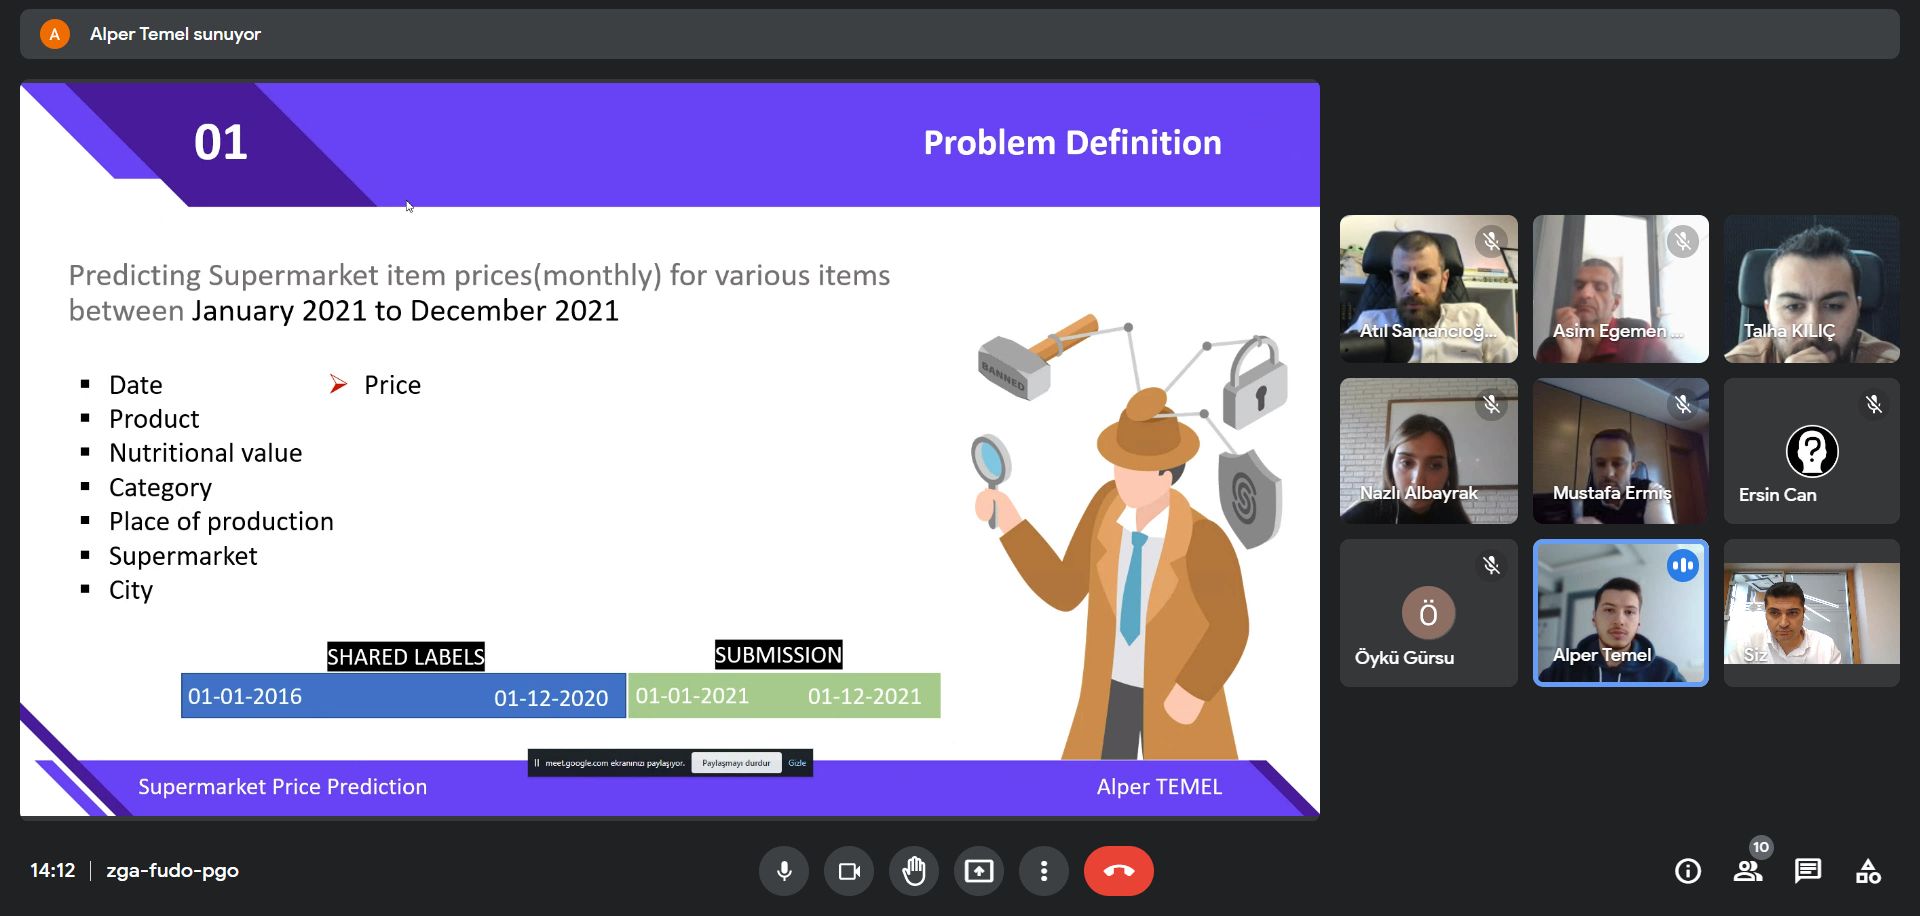 A
Alper Temel sunuyor
01
Problem Definition
Predicting Supermarket item prices(monthly) for various items
between January 2021 to December 2021
Date
Product
Nutritional value
Category
Place of production
Supermarket
City
Price
BANNED
SHARED LABELS
SUBMISSION
01-01-2016
01-12-2020
01-01-2021
01-12-2021
meet.google.com ekranınızı paylaşıyor.
Paylaşmayı durdur
Gizle
Supermarket Price Prediction
Alper TEMEL
Atıl Samancıoğ...
Asim Egemen ...
Talha KILIÇ
Nazlı Albayrak
Mustafa Ermiş
?
Ersin Can
Ö
Öykü Gürsu
Alper Temel
Siz
14:12
zga-fudo-pgo
10